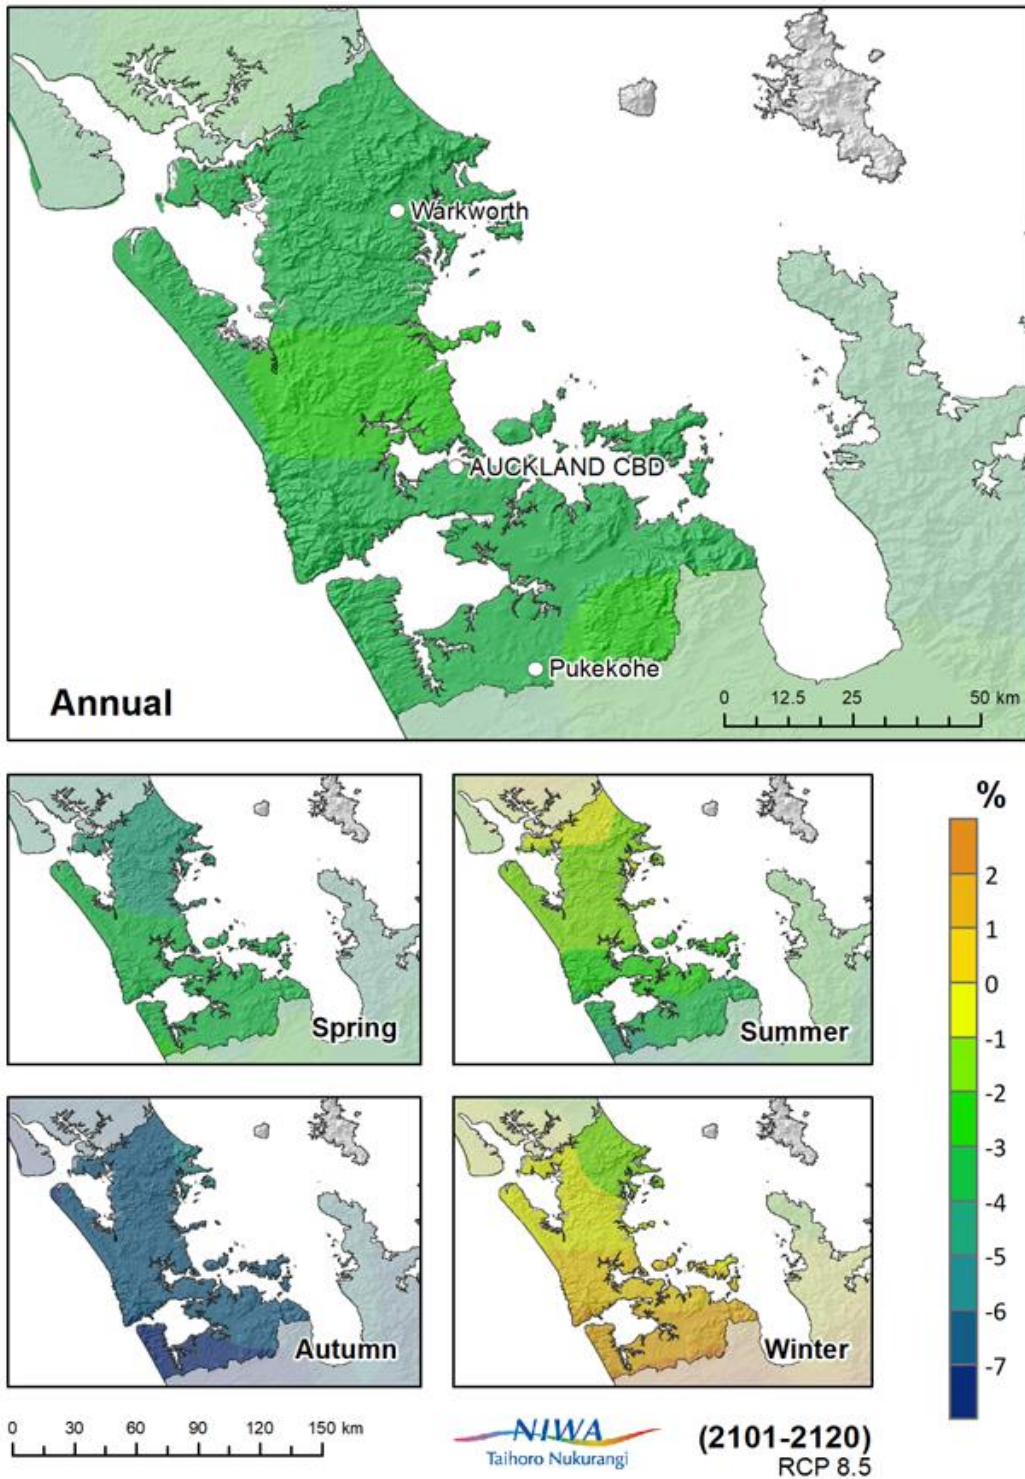 Warkworth
AUCKLAND CBD
Pukekohe
Annual
0 12.5 25 50 km
Spring
Summer
Autumn
Winter
%
2
1
0
-1
-2
-3
-4
-5
-6
-7
0 30 60 90 120 150 km
NIWA
Taihoro Nukurangi
(2101-2120)
RCP 8.5